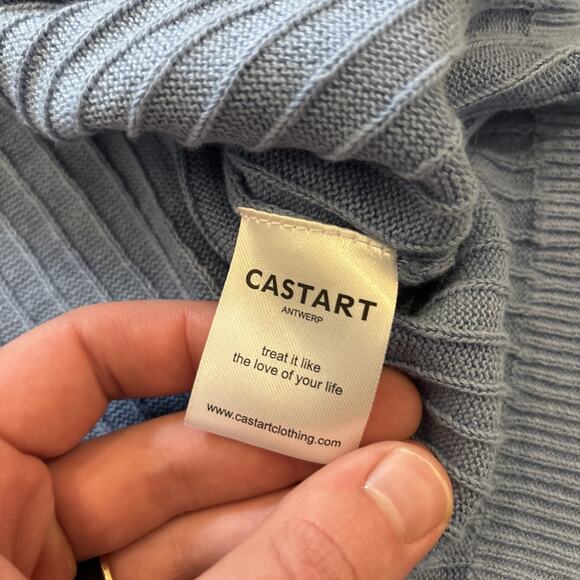 CASTART
ANTWERP
treat it like
the love of your life
www.castartclothing.com